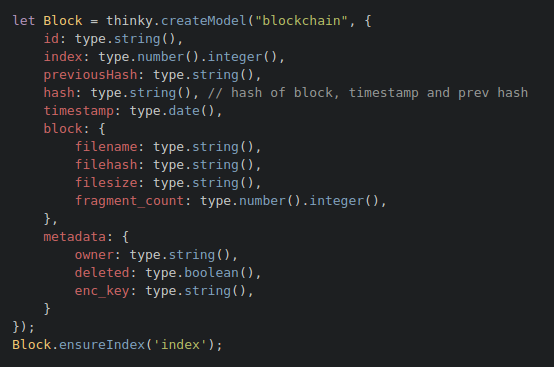 let Block = thinky.createModel("blockchain", {
    id: type.string(),
    index: type.number().integer(),
    previousHash: type.string(),
    hash: type.string(), // hash of block, timestamp and prev hash
    timestamp: type.date(),
    block: {
        filename: type.string(),
        filehash: type.string(),
        filesize: type.string(),
        fragment_count: type.number().integer(),
    },
    metadata: {
        owner: type.string(),
        deleted: type.boolean(),
        enc_key: type.string(),
    }
});
Block.ensureIndex('index');